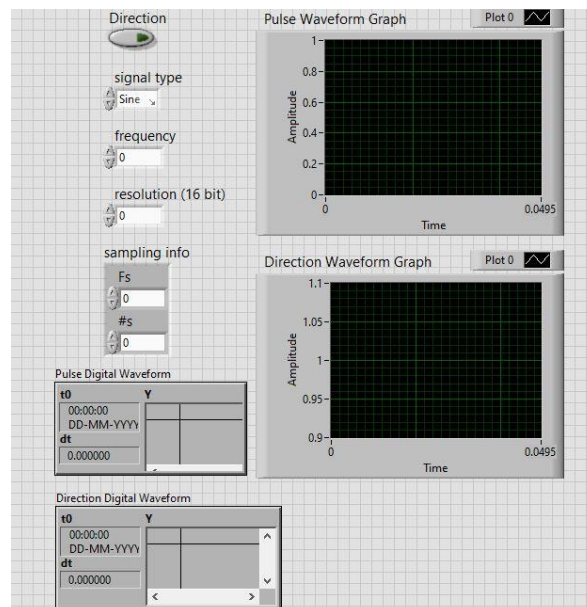 Direction
signal type
Sine
frequency
0
resolution (16 bit)
0
sampling info
Fs
0
#s
0
Pulse Waveform Graph
Plot 0
1
0.8
0.6
0.4
0.2
0
Amplitude
0
0.0495
Time
Direction Waveform Graph
Plot 0
1.1
1.05
1
0.95
0.9
Amplitude
0
0.0495
Time
Pulse Digital Waveform
t0
Y
00:00:00
DD-MM-YYYY
dt
0.000000
Direction Digital Waveform
t0
Y
00:00:00
DD-MM-YYYY
dt
0.000000